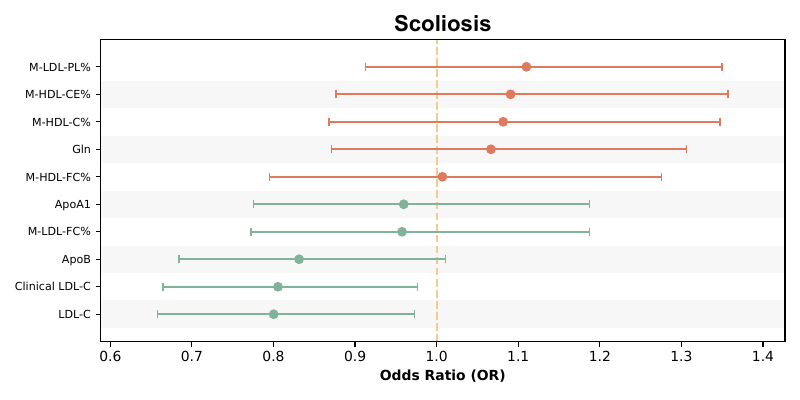 Scoliosis
M-LDL-PL%
M-HDL-CE%
M-HDL-C%
Gln
M-HDL-FC%
ApoA1
M-LDL-FC%
ApoB
Clinical LDL-C
LDL-C
0.6 0.7 0.8 0.9 1.0 1.1 1.2 1.3 1.4
Odds Ratio (OR)